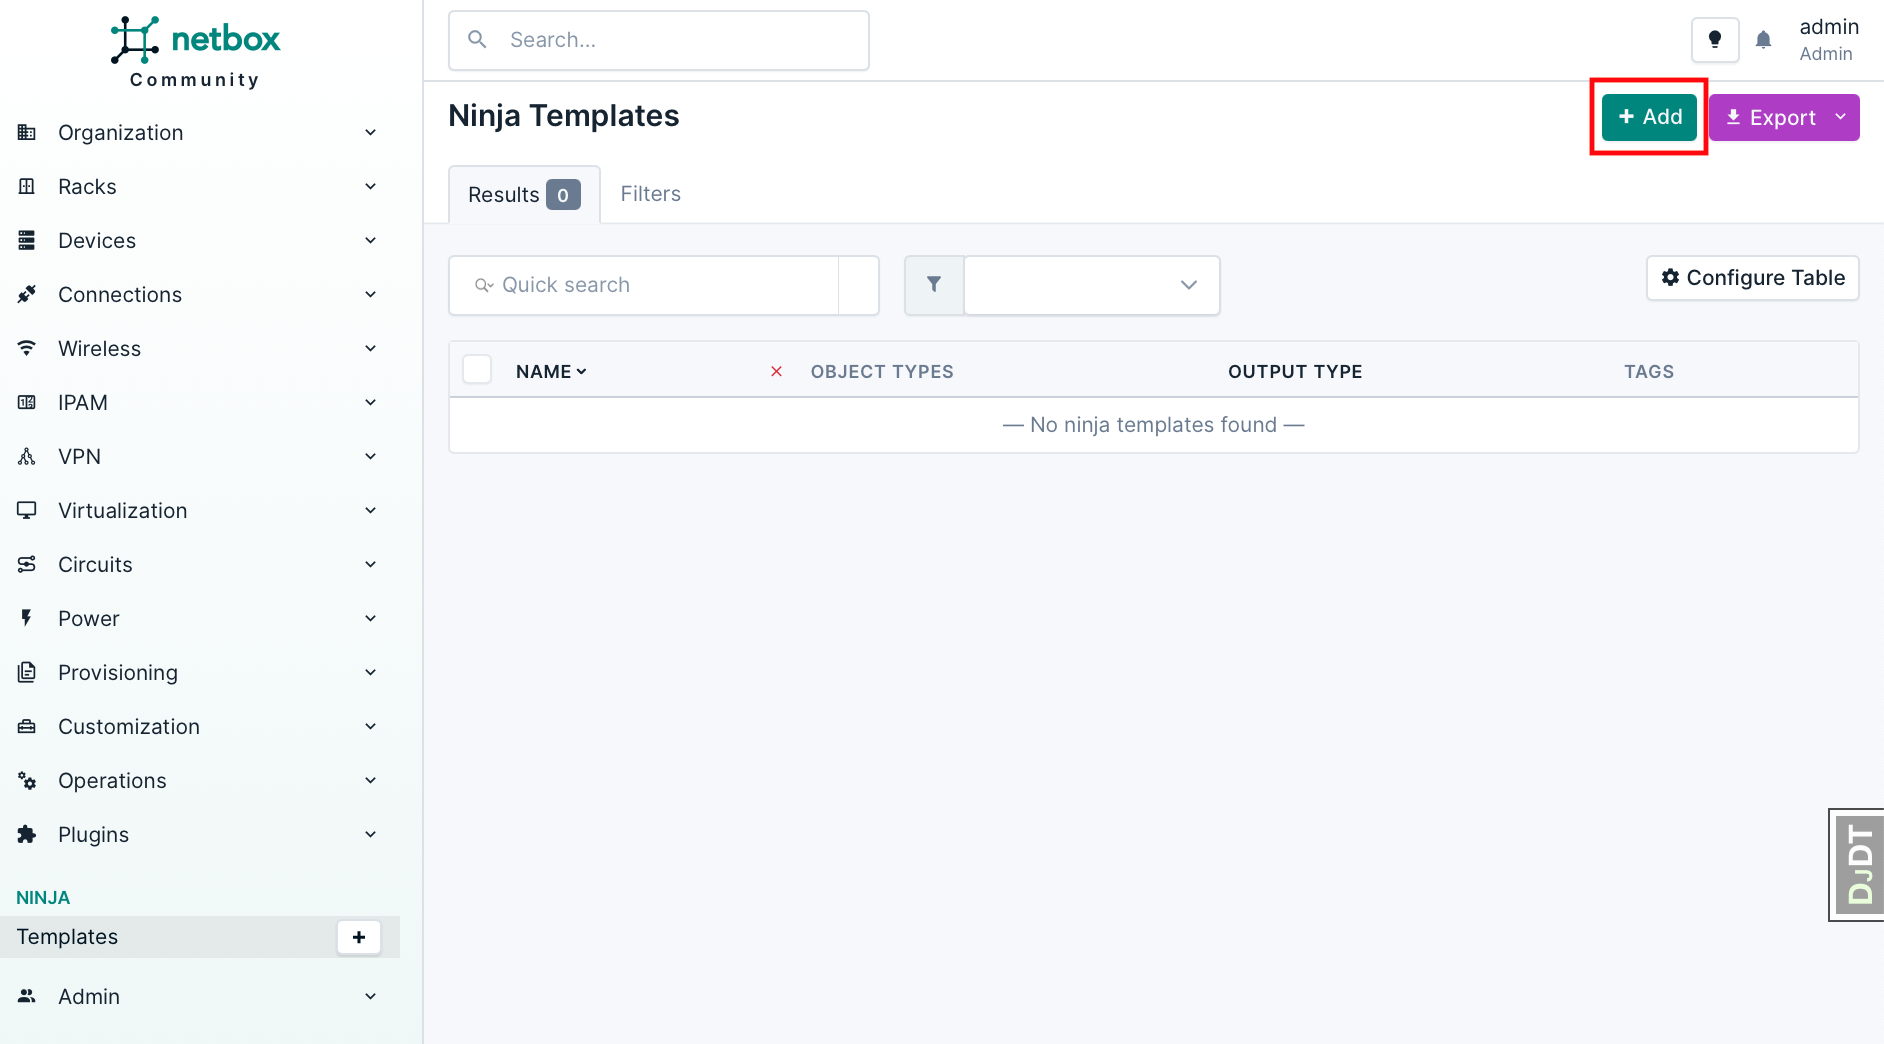 netbox
Community
Search...
admin
Admin
Organization
Racks
Devices
Connections
Wireless
IPAM
VPN
Virtualization
Circuits
Power
Provisioning
Customization
Operations
Plugins
NINJA
Templates
+
Admin
Ninja Templates
+ Add
Export
Results 0
Filters
Quick search
Configure Table
NAME
OBJECT TYPES
OUTPUT TYPE
TAGS
— No ninja templates found —
DJDT